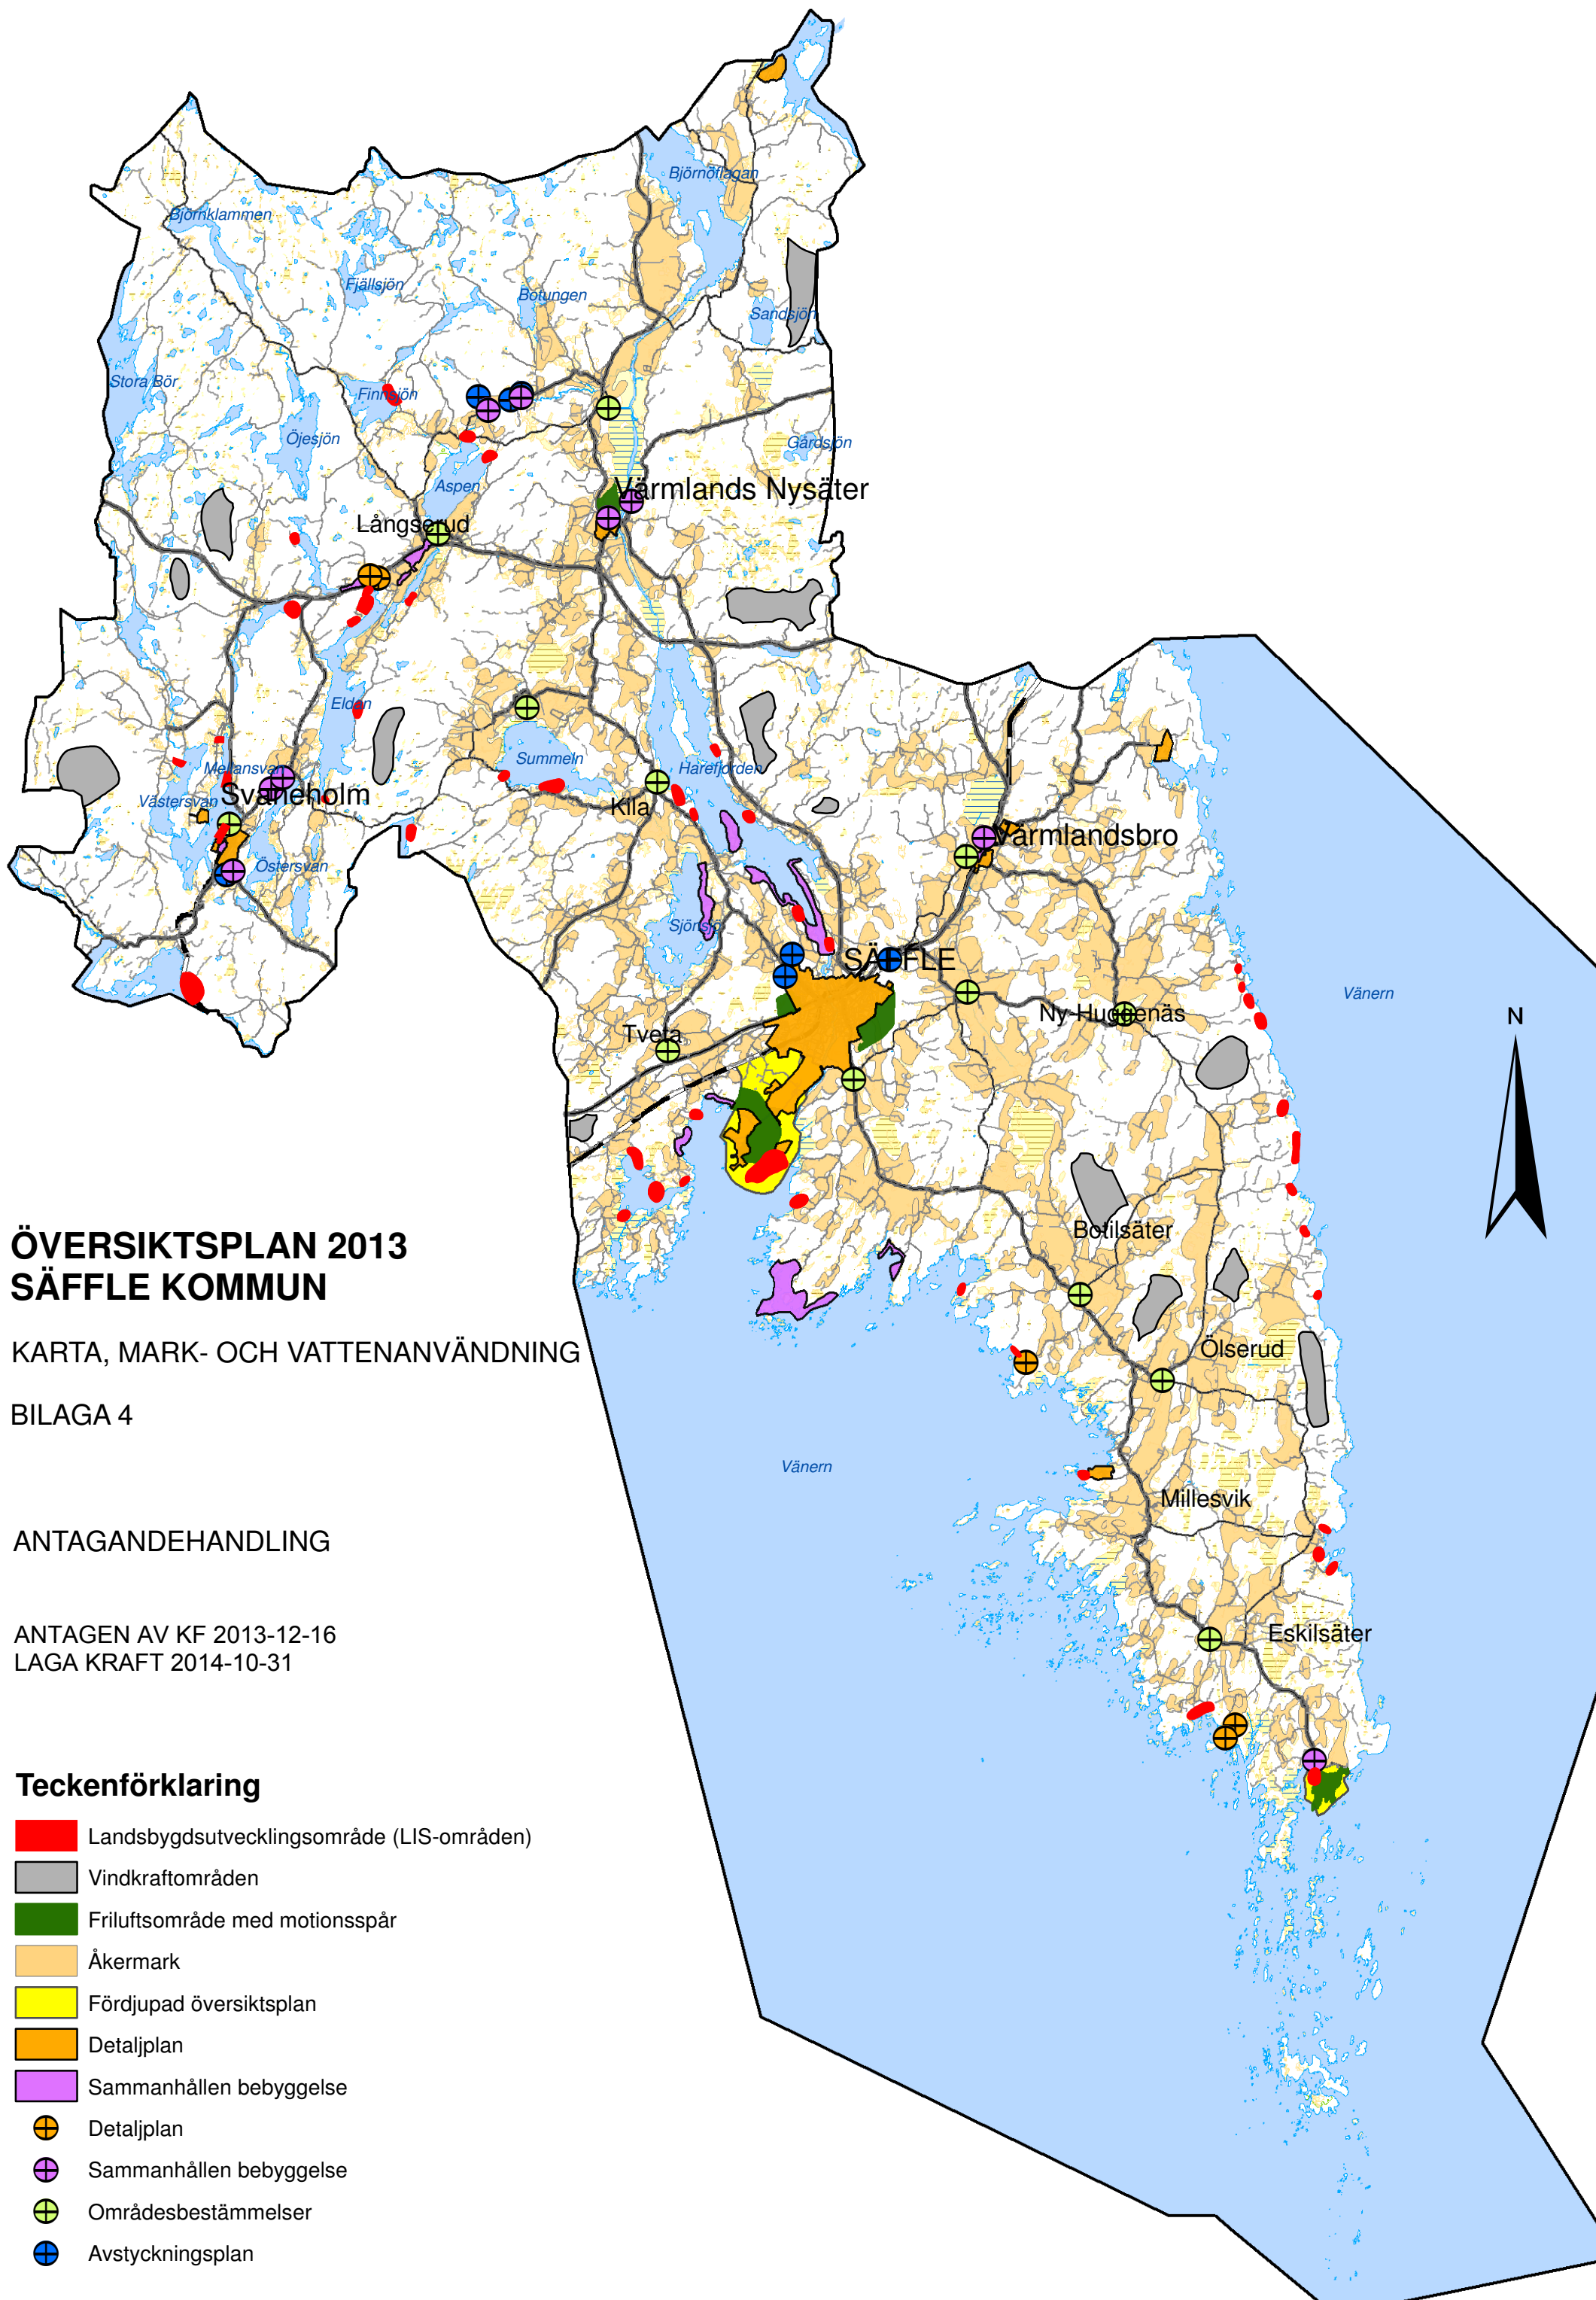 Björnöflagan
Björnklammen
Fjällsjön
Botungen
Sandsjön
Stora Bör
Finnsjön
Öjesjön
Gårdsjön
Aspen
Värmlands Nysäter
Långserud
Eldan
Summeln
Mellansvan
Harefjorden
Västersvan
Svaneholm
Kila
Värmlandsbro
Östersvan
Sjönsjö
SÄFFLE
Vänern
Ny-Huggenäs
N
Tveta
Botilsäter
ÖVERSIKTSPLAN 2013
SÄFFLE KOMMUN
KARTA, MARK- OCH VATTENANVÄNDNING
Ölserud
BILAGA 4
Vänern
Millesvik
ANTAGANDEHANDLING
ANTAGEN AV KF 2013-12-16
LAGA KRAFT 2014-10-31
Eskilsäter
Teckenförklaring
Landsbygdsutvecklingsområde (LIS-områden)
Vindkraftområden
Friluftsområde med motionsspår
Åkermark
Fördjupad översiktsplan
Detaljplan
Sammanhållen bebyggelse
Detaljplan
Sammanhållen bebyggelse
Områdesbestämmelser
Avstyckningsplan